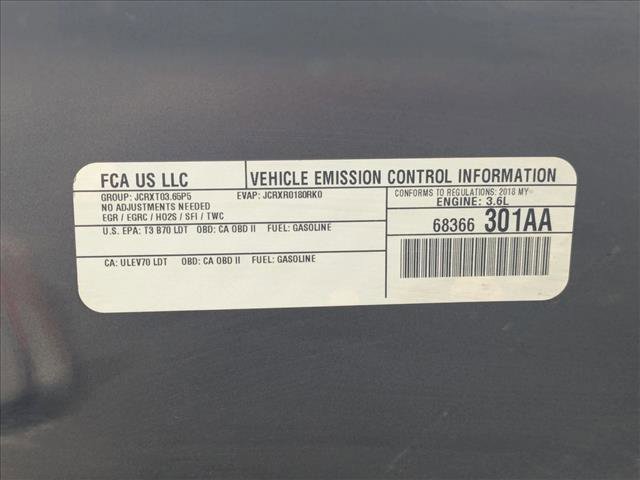 FCA US LLC
VEHICLE EMISSION CONTROL INFORMATION
GROUP: JCRXT03.65P5 EVAP: JCRXR0180RK0
NO ADJUSTMENTS NEEDED
EGR / EGRC / HO2S / SFI / TWC
CONFORMS TO REGULATIONS: 2018 MY
ENGINE: 3.6L
U.S. EPA: T3 B70 LDT OBD: CA OBD II FUEL: GASOLINE
68366 301AA
CA: ULEV70 LDT OBD: CA OBD II FUEL: GASOLINE